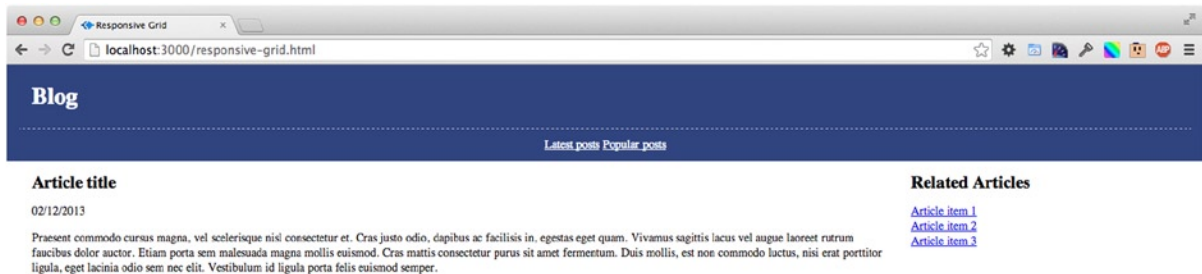 Responsive Grid
localhost:3000/responsive-grid.html
ABP
Blog
Latest posts Popular posts
Article title
02/12/2013
Praesent commodo cursus magna, vel scelerisque nisl consectetur et. Cras justo odio, dapibus ac facilisis in, egestas eget quam. Vivamus sagittis lacus vel augue laoreet rutrum
faucibus dolor auctor. Etiam porta sem malesuada magna mollis euismod. Cras mattis consectetur purus sit amet fermentum. Duis mollis, est non commodo luctus, nisi erat porttitor
ligula, eget lacinia odio sem nec elit. Vestibulum id ligula porta felis euismod semper.
Related Articles
Article item 1
Article item 2
Article item 3